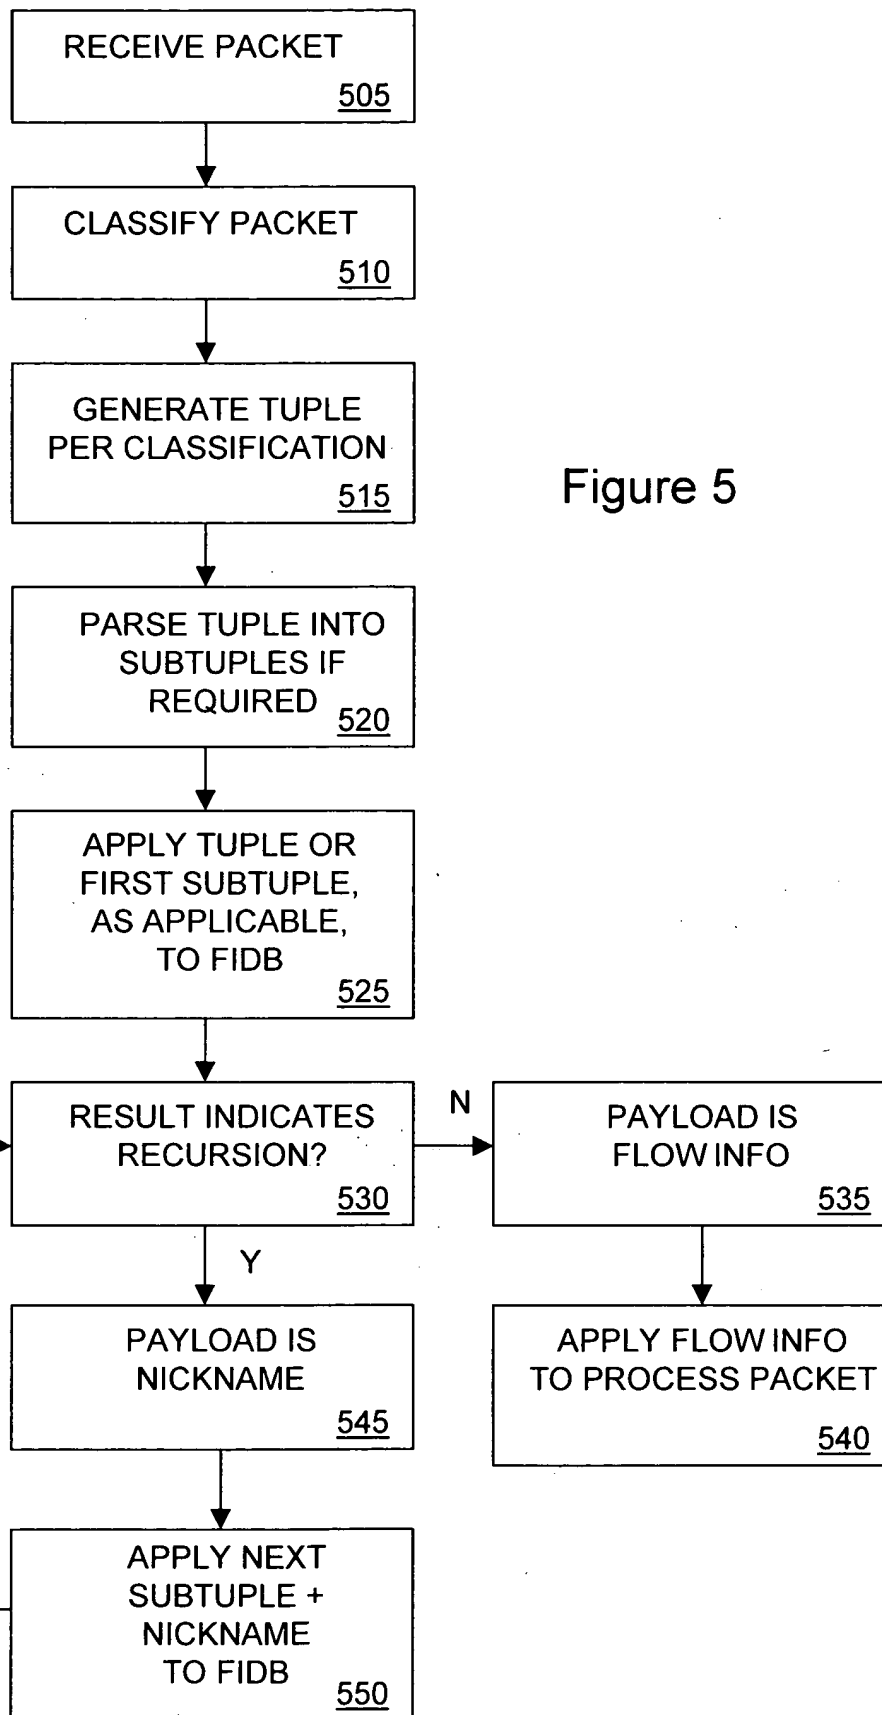 RECEIVE PACKET
505
CLASSIFY PACKET
510
GENERATE TUPLE
PER CLASSIFICATION
515
Figure 5
PARSE TUPLE INTO
SUBTUPLES IF
REQUIRED
520
APPLY TUPLE OR
FIRST SUBTUPLE,
AS APPLICABLE,
TO FIDB
525
RESULT INDICATES
RECURSION?
530
N
PAYLOAD IS
FLOW INFO
535
Y
PAYLOAD IS
NICKNAME
545
APPLY FLOW INFO
TO PROCESS PACKET
540
APPLY NEXT
SUBTUPLE +
NICKNAME
TO FIDB
550